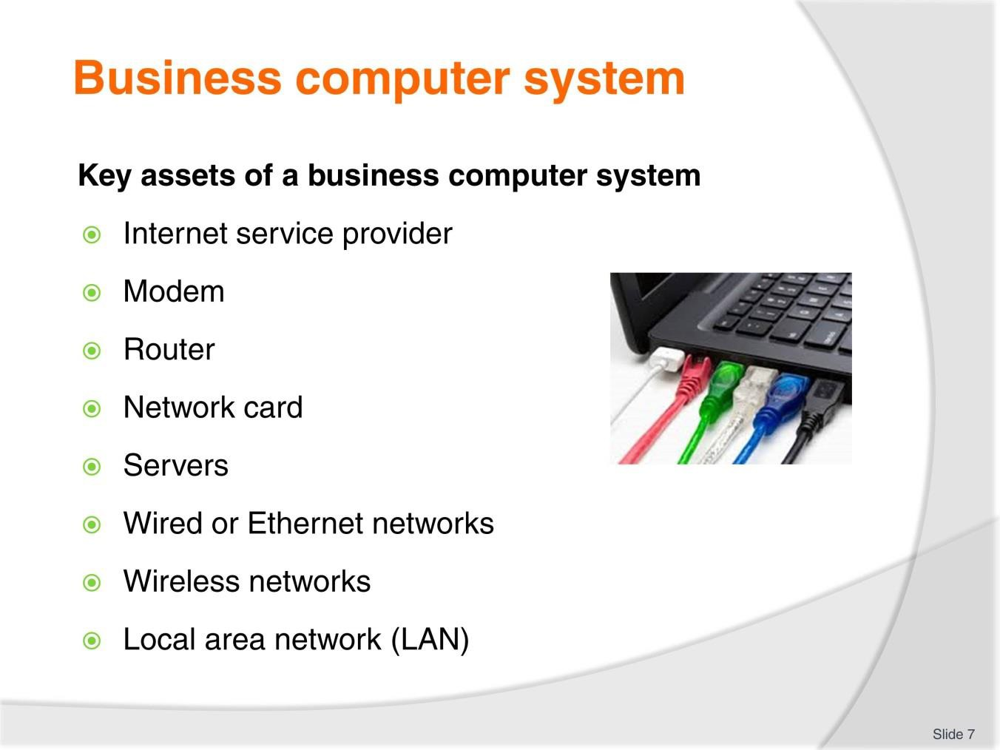 Business computer system
Key assets of a business computer system
Internet service provider
Modem
Router
Network card
Servers
Wired or Ethernet networks
Wireless networks
Local area network (LAN)
Slide 7